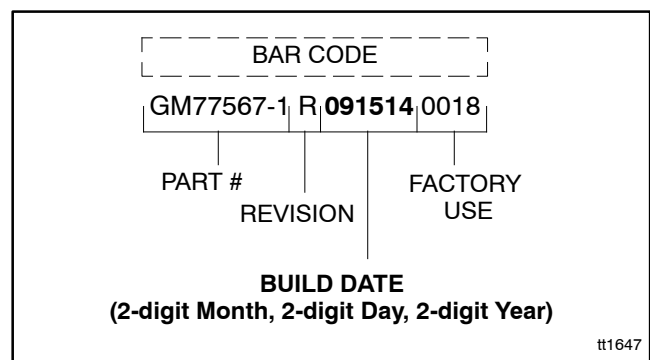 BAR CODE
GM77567-1 R 091514 0018
PART #
FACTORY
USE
REVISION
BUILD DATE
(2-digit Month, 2-digit Day, 2-digit Year)
tt1647